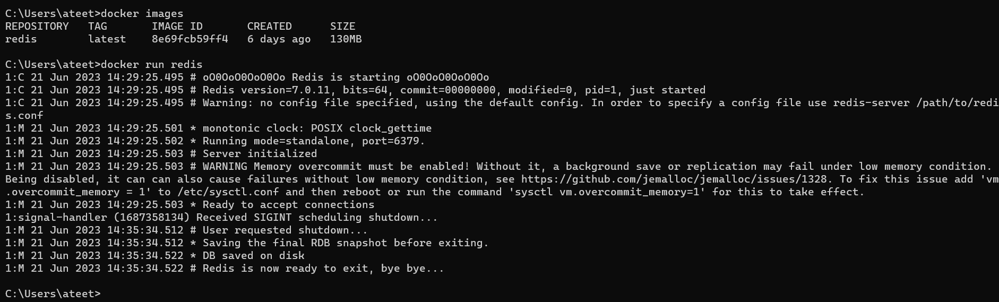 C:\Users\ateet>docker images
REPOSITORY   TAG       IMAGE ID       CREATED      SIZE
redis        latest    8e69fcb59ff4   6 days ago   130MB
C:\Users\ateet>docker run redis
1:C 21 Jun 2023 14:29:25.495 # oO0OoO0OoO0Oo Redis is starting oO0OoO0OoO0Oo
1:C 21 Jun 2023 14:29:25.495 # Redis version=7.0.11, bits=64, commit=00000000, modified=0, pid=1, just started
1:C 21 Jun 2023 14:29:25.495 # Warning: no config file specified, using the default config. In order to specify a config file use redis-server /path/to/redi
s.conf
1:M 21 Jun 2023 14:29:25.501 * monotonic clock: POSIX clock_gettime
1:M 21 Jun 2023 14:29:25.502 * Running mode=standalone, port=6379.
1:M 21 Jun 2023 14:29:25.503 # Server initialized
1:M 21 Jun 2023 14:29:25.503 # WARNING Memory overcommit must be enabled! Without it, a background save or replication may fail under low memory condition.
Being disabled, it can can also cause failures without low memory condition, see https://github.com/jemalloc/jemalloc/issues/1328. To fix this issue add 'vm
.overcommit_memory = 1' to /etc/sysctl.conf and then reboot or run the command 'sysctl vm.overcommit_memory=1' for this to take effect.
1:M 21 Jun 2023 14:29:25.503 * Ready to accept connections
1:signal-handler (1687358134) Received SIGINT scheduling shutdown...
1:M 21 Jun 2023 14:35:34.512 # User requested shutdown...
1:M 21 Jun 2023 14:35:34.512 * Saving the final RDB snapshot before exiting.
1:M 21 Jun 2023 14:35:34.522 * DB saved on disk
1:M 21 Jun 2023 14:35:34.522 # Redis is now ready to exit, bye bye...
C:\Users\ateet>